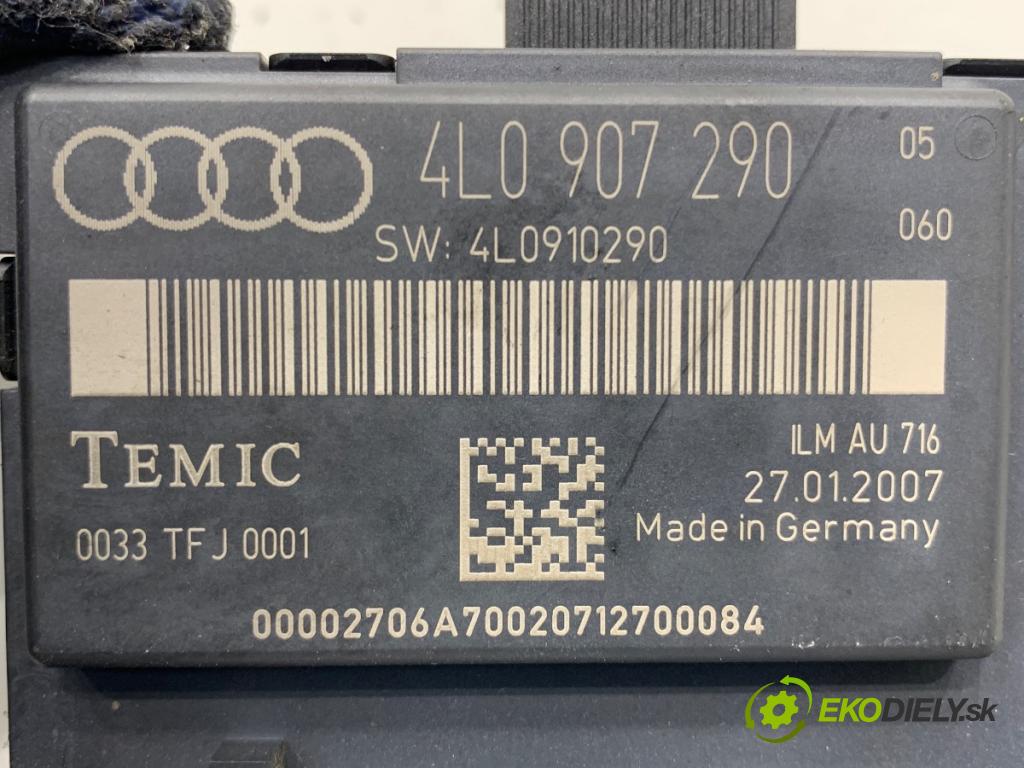 4L0 907 290
05
SW: 4L0910290
060
TEMIC
ILM AU 716
27.01.2007
0033 TFJ 0001
Made in Germany
00002706A70020712700084
EKODIELY.sk